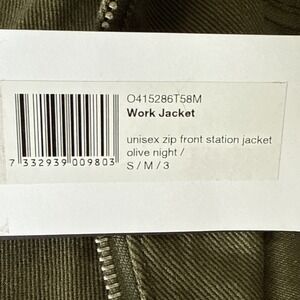 O415286T58M
Work Jacket
unisex zip front station jacket
olive night /
S / M / 3
7 332939 009803